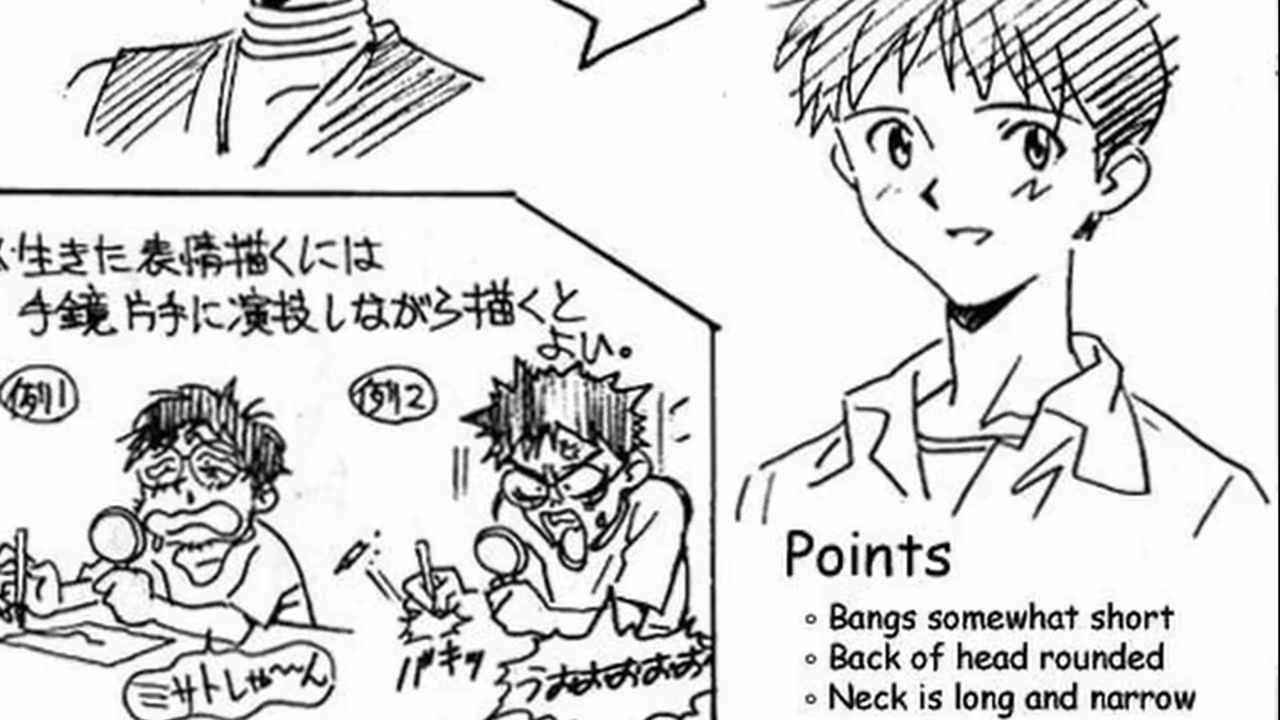 生きた表情描くには
手鏡片手に演技しながら描くと
よい。
例1
例2
ミサトしゃ〜〜ん
バキッ
うおおおおお
Points
◦ Bangs somewhat short
◦ Back of head rounded
◦ Neck is long and narrow